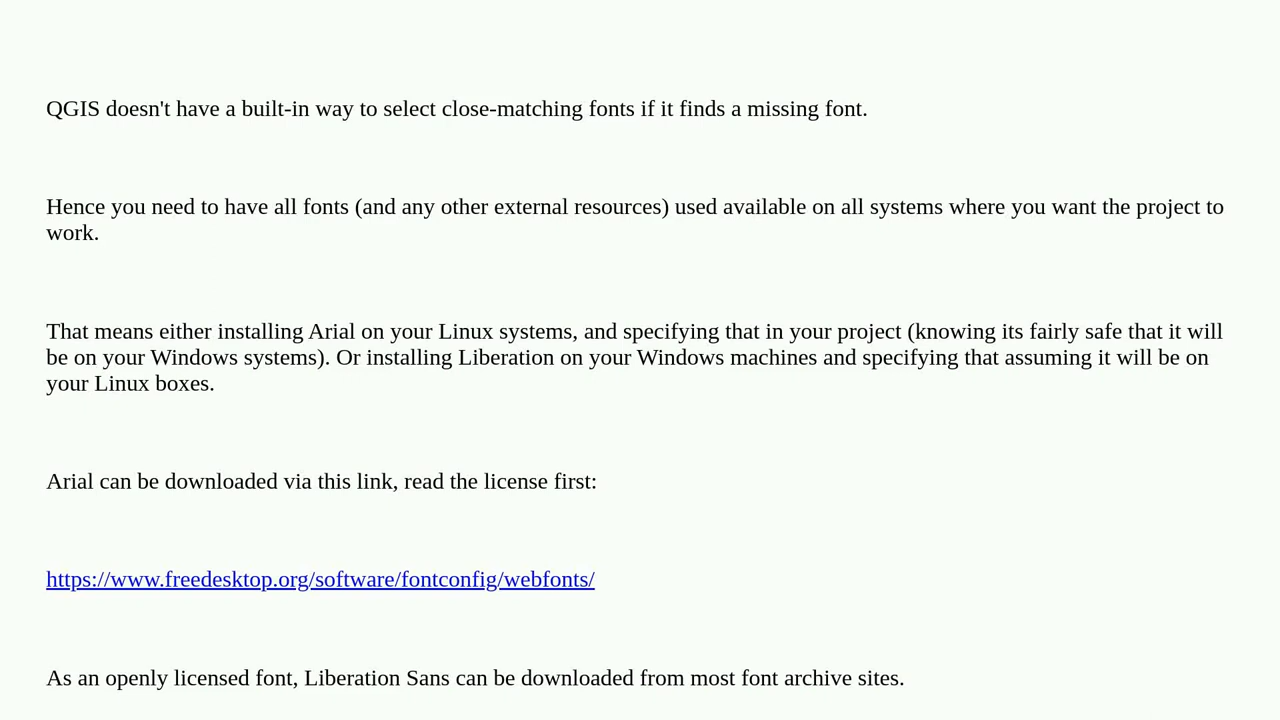 QGIS doesn't have a built-in way to select close-matching fonts if it finds a missing font.
Hence you need to have all fonts (and any other external resources) used available on all systems where you want the project to
work.
That means either installing Arial on your Linux systems, and specifying that in your project (knowing its fairly safe that it will
be on your Windows systems). Or installing Liberation on your Windows machines and specifying that assuming it will be on
your Linux boxes.
Arial can be downloaded via this link, read the license first:
https://www.freedesktop.org/software/fontconfig/webfonts/
As an openly licensed font, Liberation Sans can be downloaded from most font archive sites.